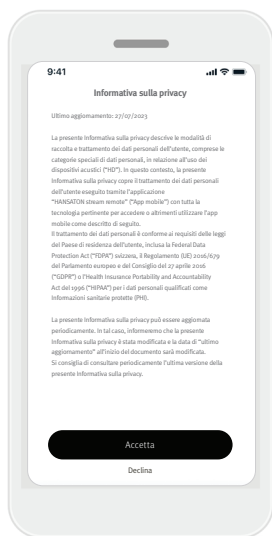 9:41
Informativa sulla privacy
Ultimo aggiornamento: 27/07/2023
La presente Informativa sulla privacy descrive le modalità di
raccolta e trattamento dei dati personali dell'utente, comprese le
categorie speciali di dati personali, in relazione all'uso dei
dispositivi acustici ("HD"). In questo contesto, la presente
Informativa sulla privacy copre il trattamento dei dati personali
dell'utente eseguito tramite l'applicazione
"HANSATON stream remote" ("App mobile") con tutta la
tecnologia pertinente per accedere o altrimenti utilizzare l'app
mobile come descritto di seguito.
Il trattamento dei dati personali è conforme ai requisiti delle leggi
del Paese di residenza dell'utente, inclusa la Federal Data
Protection Act ("FDPA") svizzera, il Regolamento (UE) 2016/679
del Parlamento europeo e del Consiglio del 27 aprile 2016
("GDPR") o l'Health Insurance Portability and Accountability
Act del 1996 ("HIPAA") per i dati personali qualificati come
Informazioni sanitarie protette (PHI).
La presente Informativa sulla privacy può essere aggiornata
periodicamente. In tal caso, informeremo che la presente
Informativa sulla privacy è stata modificata e la data di "ultimo
aggiornamento" all'inizio del documento sarà modificata.
Si consiglia di consultare periodicamente l'ultima versione della
presente Informativa sulla privacy.
Accetta
Declina